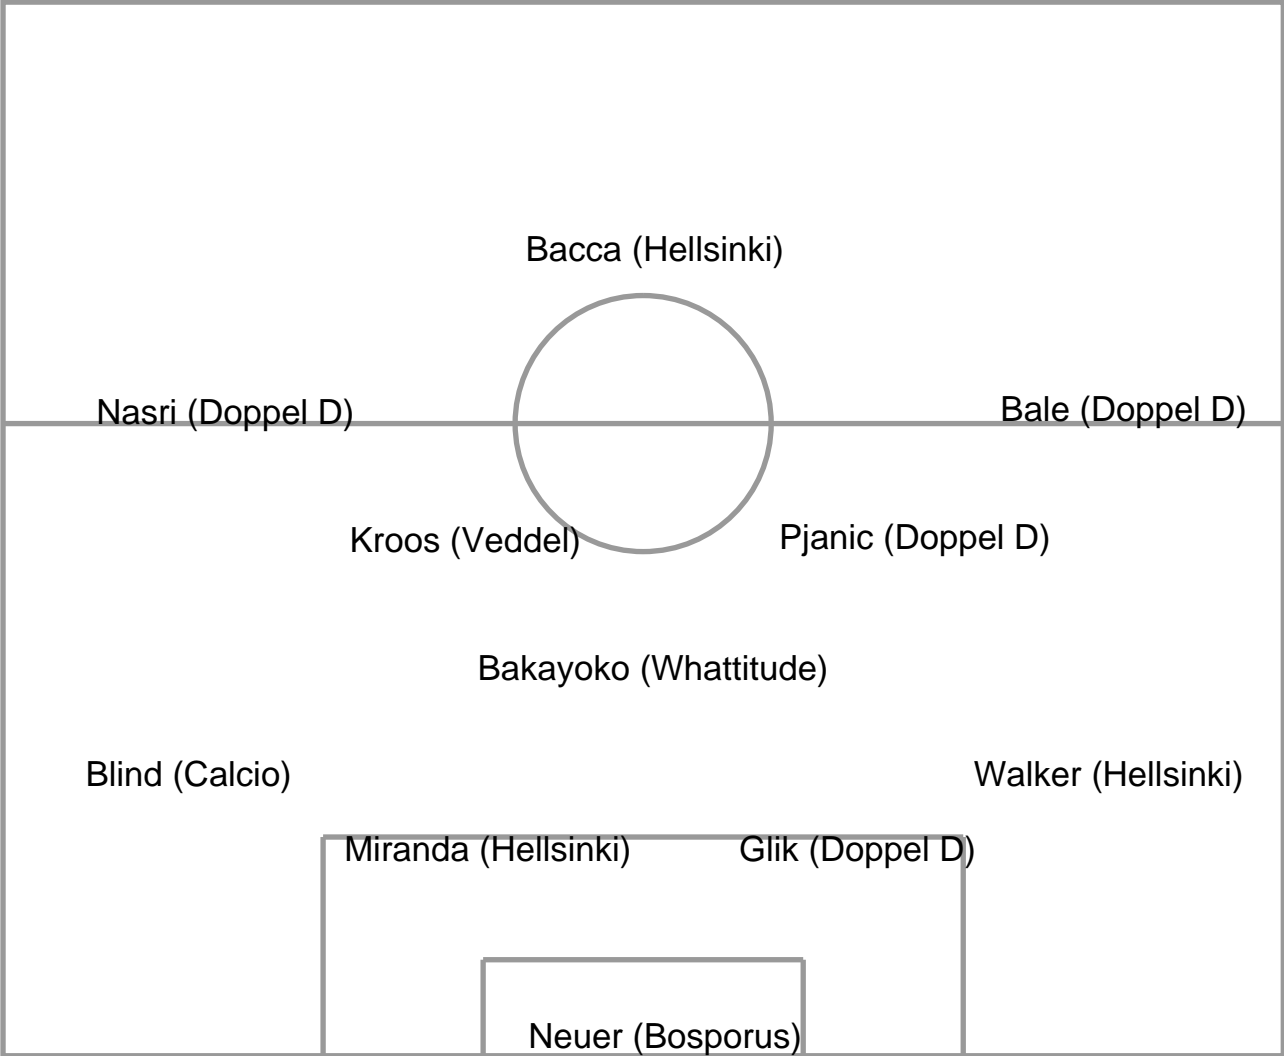 Bacca (Hellsinki)
Nasri (Doppel D)
Bale (Doppel D)
Kroos (Veddel)
Pjanic (Doppel D)
Bakayoko (Whattitude)
Blind (Calcio)
Walker (Hellsinki)
Miranda (Hellsinki)
Glik (Doppel D)
Neuer (Bosporus)